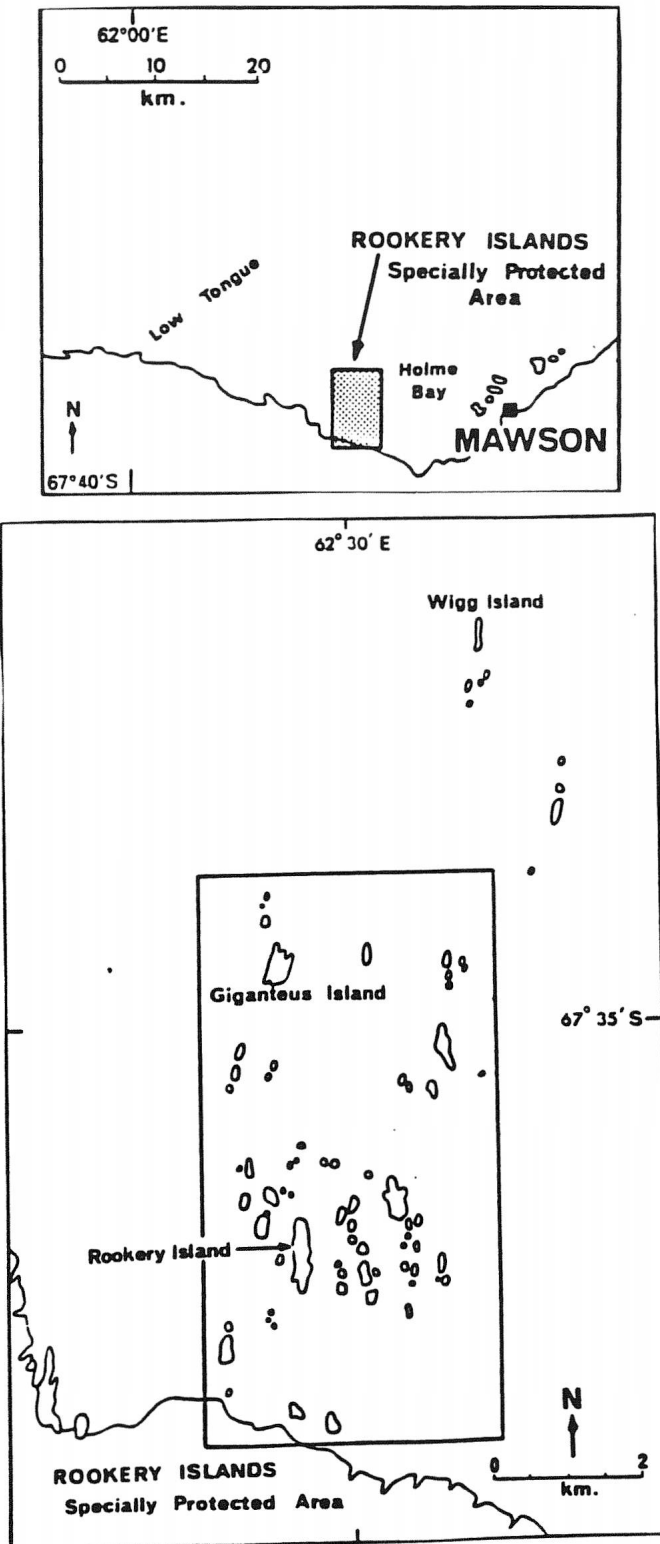 62°00′E
0 10 20
km.
ROOKERY ISLANDS
Specially Protected
Area
Low Tongue
Holme
Bay
N
MAWSON
67°40′S
62°30′E
Wigg Island
Giganteus Island
67°35′S
Rookery Island
N
0 2
km.
ROOKERY ISLANDS
Specially Protected Area